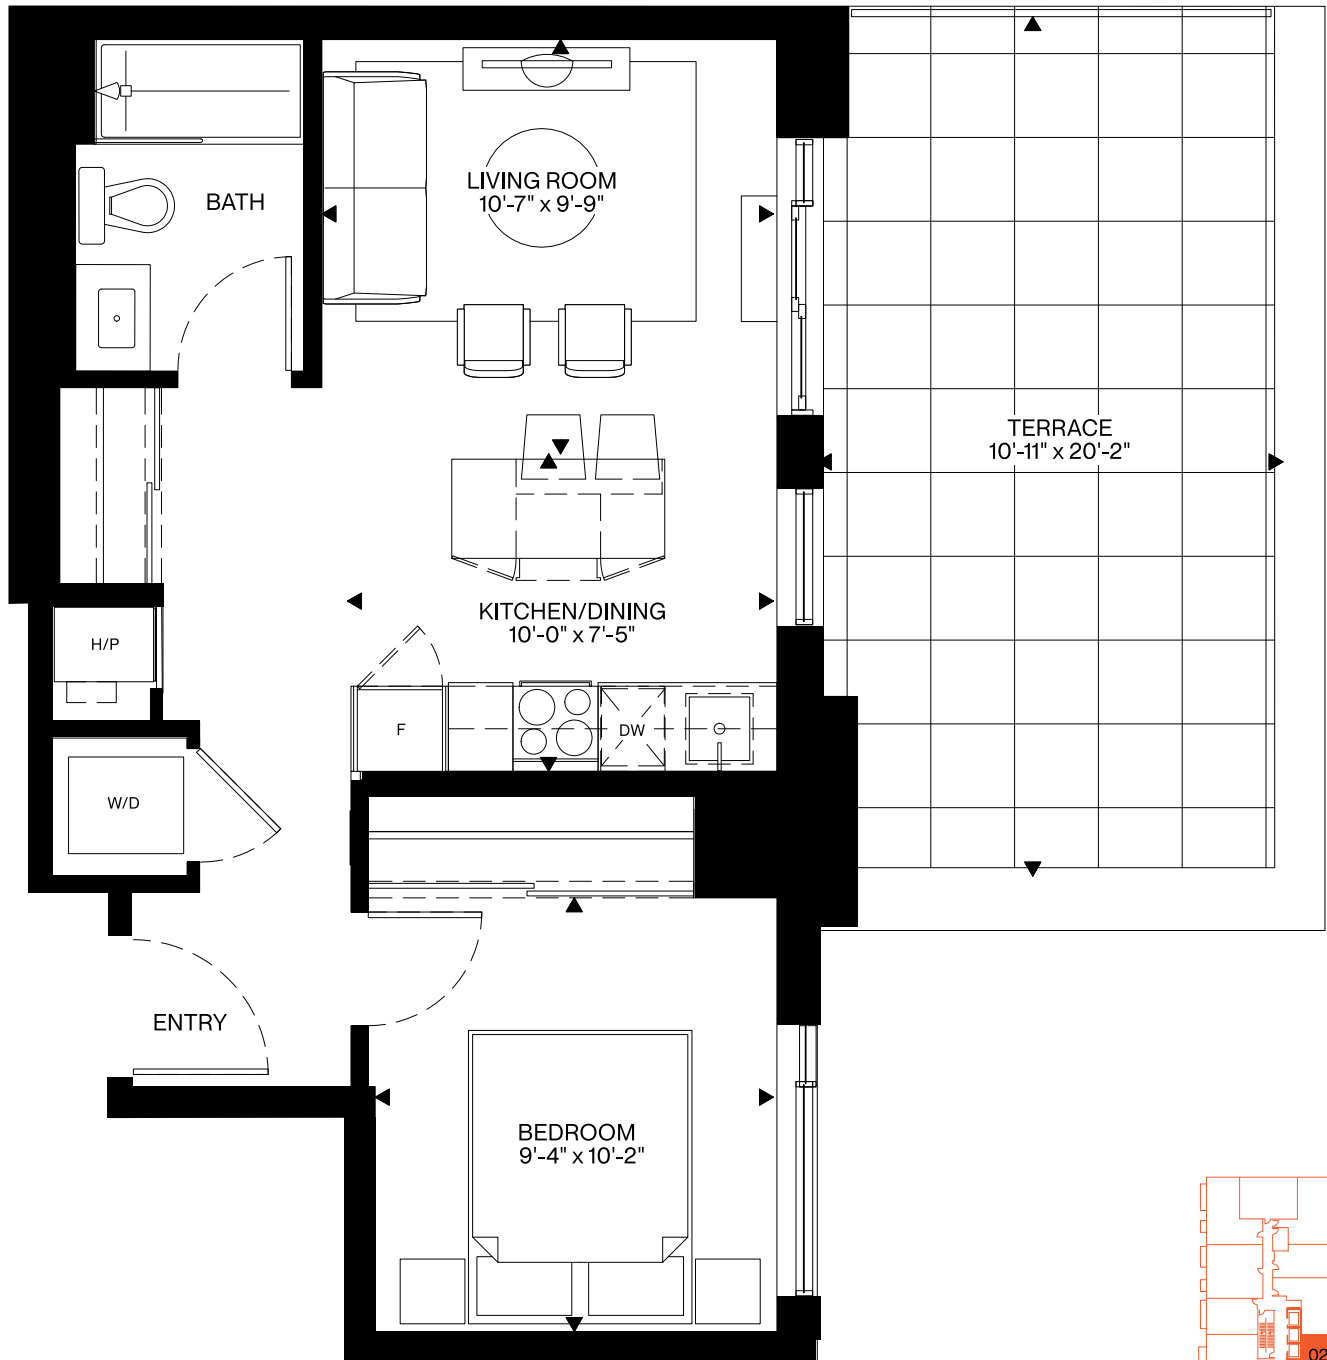 BATH
LIVING ROOM
10'-7" x 9'-9"
TERRACE
10'-11" x 20'-2"
KITCHEN/DINING
10'-0" x 7'-5"
H/P
F
DW
W/D
ENTRY
BEDROOM
9'-4" x 10'-2"
02